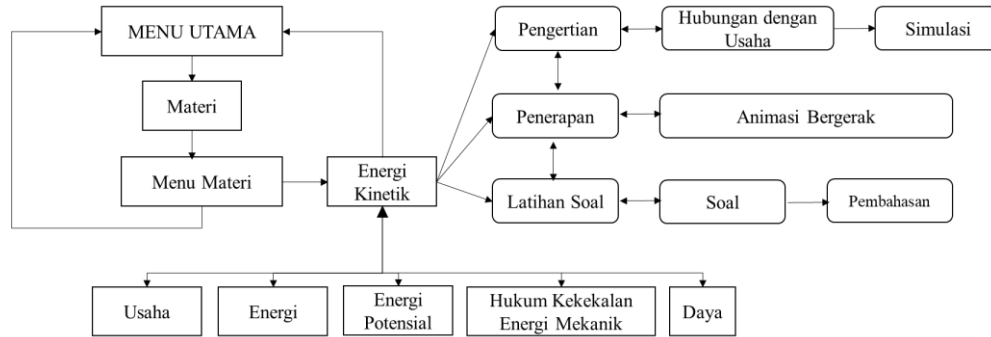 MENU UTAMA
Materi
Menu Materi
Energi
Kinetik
Pengertian
Hubungan dengan
Usaha
Simulasi
Penerapan
Animasi Bergerak
Latihan Soal
Soal
Pembahasan
Usaha
Energi
Energi
Potensial
Hukum Kekekalan
Energi Mekanik
Daya